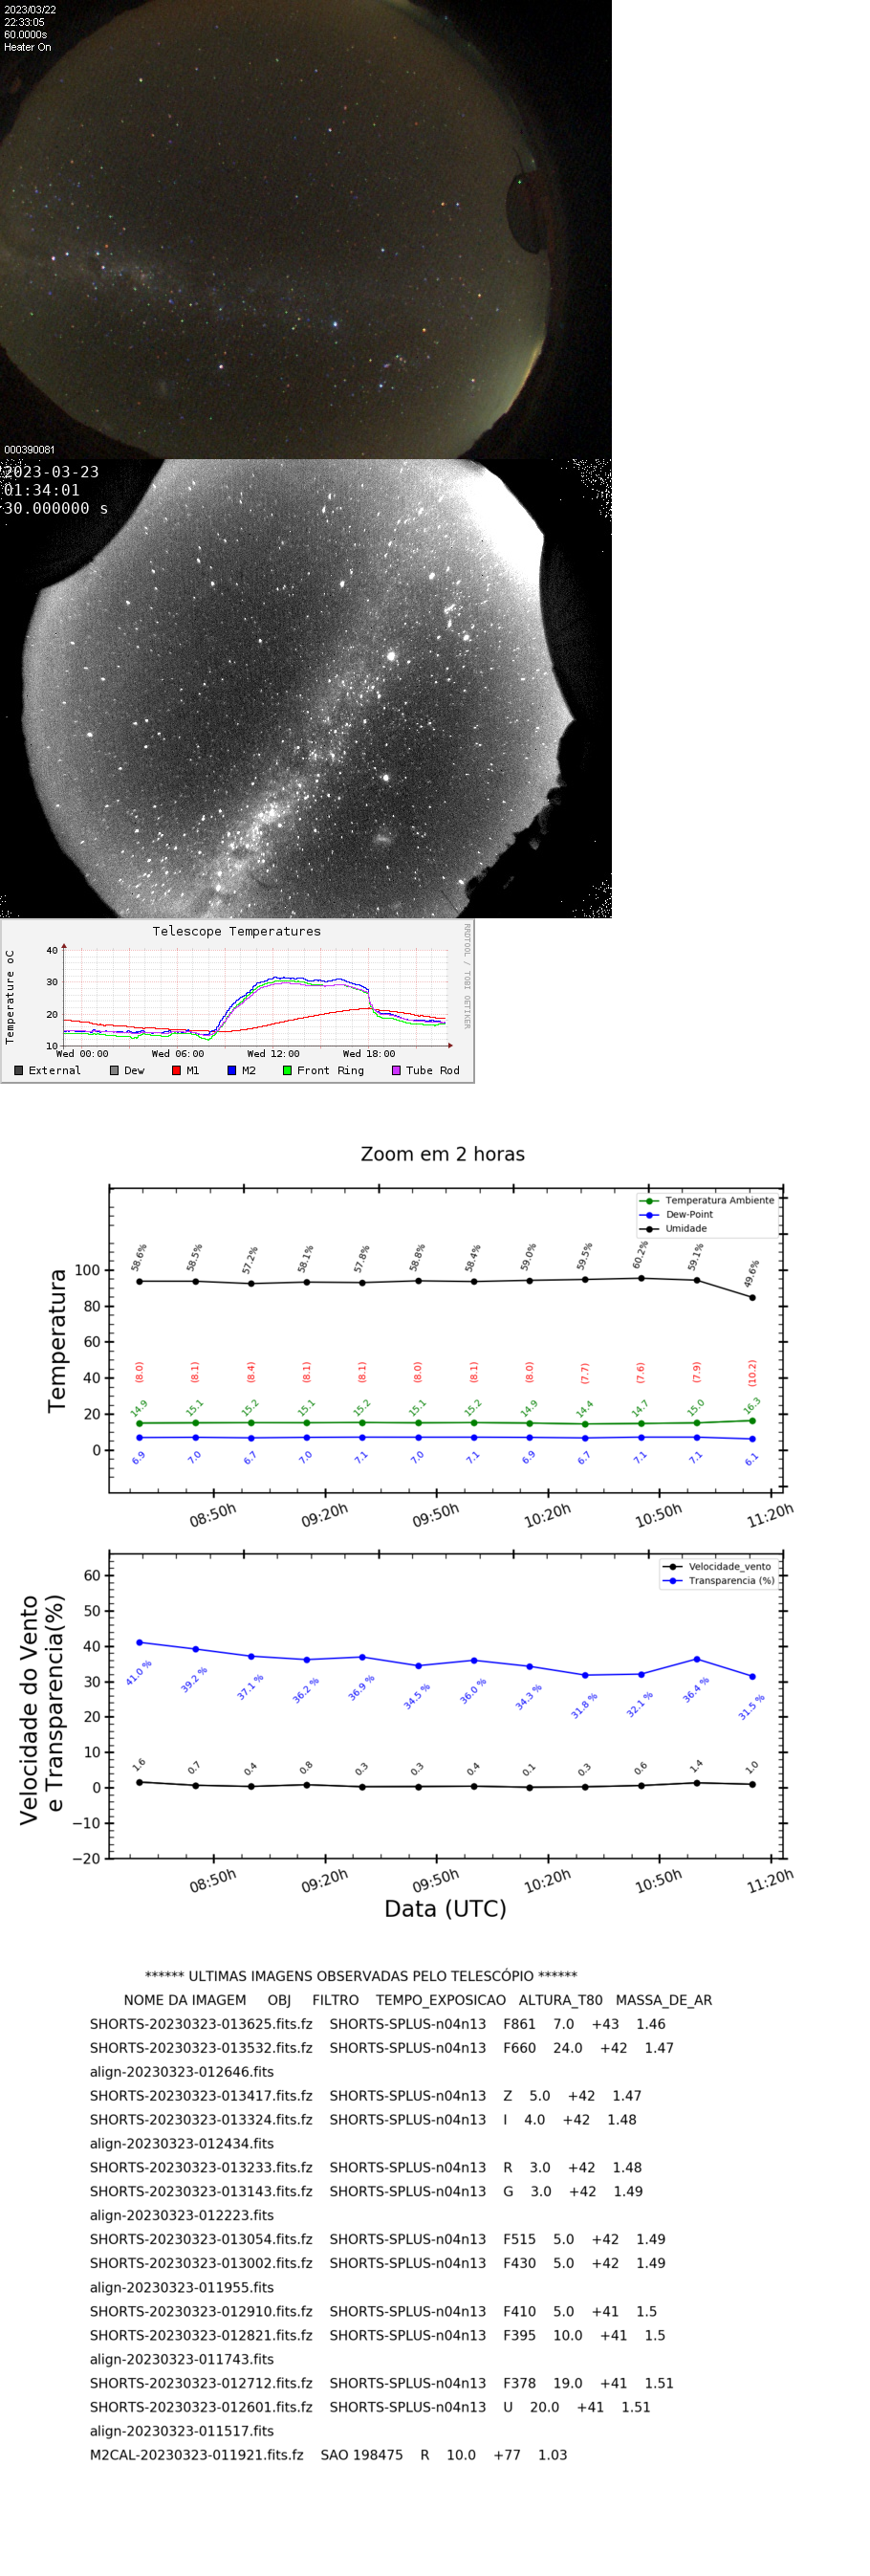 2023/03/22
22:33:05
60.0000s
Heater On
000390081
2023-03-23
01:34:01
30.000000 s
Telescope Temperatures
Temperature oC
RRDTOOL / TOBI OETIKER
40
30
20
10
Wed 00:00 Wed 06:00 Wed 12:00 Wed 18:00
External Dew M1 M2 Front Ring Tube Rod
Zoom em 2 horas
Temperatura Ambiente
Dew-Point
Umidade
Temperatura
100
80
60
40
20
0
58.6% 58.5% 57.2% 58.1% 57.8% 58.8% 58.4% 59.0% 59.5% 60.2% 59.1% 49.6%
(8.0) (8.1) (8.4) (8.1) (8.1) (8.0) (8.1) (8.0) (7.7) (7.6) (7.9) (10.2)
14.9 15.1 15.2 15.1 15.2 15.1 15.2 14.9 14.4 14.7 15.0 16.3
6.9 7.0 6.7 7.0 7.1 7.0 7.1 6.9 6.7 7.1 7.1 6.1
08:50h 09:20h 09:50h 10:20h 10:50h 11:20h
Velocidade_vento
Transparencia (%)
Velocidade do Vento
e Transparencia(%)
60
50
40
30
20
10
0
−10
−20
41.0 % 39.2 % 37.1 % 36.2 % 36.9 % 34.5 % 36.0 % 34.3 % 31.8 % 32.1 % 36.4 % 31.5 %
1.6 0.7 0.4 0.8 0.3 0.3 0.4 0.1 0.3 0.6 1.4 1.0
08:50h 09:20h 09:50h 10:20h 10:50h 11:20h
Data (UTC)
****** ULTIMAS IMAGENS OBSERVADAS PELO TELESCÓPIO ******
NOME DA IMAGEM OBJ FILTRO TEMPO_EXPOSICAO ALTURA_T80 MASSA_DE_AR
SHORTS-20230323-013625.fits.fz SHORTS-SPLUS-n04n13 F861 7.0 +43 1.46
SHORTS-20230323-013532.fits.fz SHORTS-SPLUS-n04n13 F660 24.0 +42 1.47
align-20230323-012646.fits
SHORTS-20230323-013417.fits.fz SHORTS-SPLUS-n04n13 Z 5.0 +42 1.47
SHORTS-20230323-013324.fits.fz SHORTS-SPLUS-n04n13 I 4.0 +42 1.48
align-20230323-012434.fits
SHORTS-20230323-013233.fits.fz SHORTS-SPLUS-n04n13 R 3.0 +42 1.48
SHORTS-20230323-013143.fits.fz SHORTS-SPLUS-n04n13 G 3.0 +42 1.49
align-20230323-012223.fits
SHORTS-20230323-013054.fits.fz SHORTS-SPLUS-n04n13 F515 5.0 +42 1.49
SHORTS-20230323-013002.fits.fz SHORTS-SPLUS-n04n13 F430 5.0 +42 1.49
align-20230323-011955.fits
SHORTS-20230323-012910.fits.fz SHORTS-SPLUS-n04n13 F410 5.0 +41 1.5
SHORTS-20230323-012821.fits.fz SHORTS-SPLUS-n04n13 F395 10.0 +41 1.5
align-20230323-011743.fits
SHORTS-20230323-012712.fits.fz SHORTS-SPLUS-n04n13 F378 19.0 +41 1.51
SHORTS-20230323-012601.fits.fz SHORTS-SPLUS-n04n13 U 20.0 +41 1.51
align-20230323-011517.fits
M2CAL-20230323-011921.fits.fz SAO 198475 R 10.0 +77 1.03